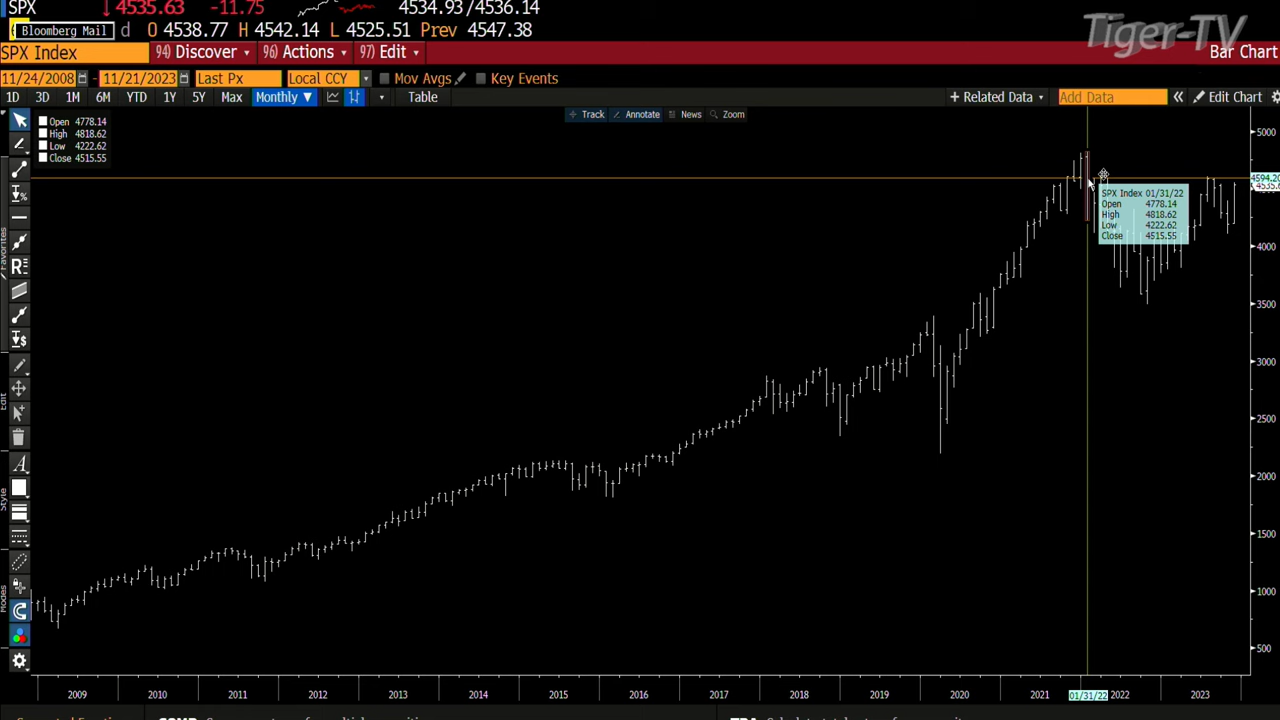 SPX ↓4535.63 -11.75 4534.93/4536.14
Bloomberg Mail d O 4538.77 H 4542.14 L 4525.51 Prev 4547.38
Tiger-TV
SPX Index 94) Discover 96) Actions 97) Edit Bar Chart
11/24/2008 - 11/21/2023 Last Px Local CCY Mov Avgs Key Events
1D 3D 1M 6M YTD 1Y 5Y Max Monthly ▼ Table + Related Data Add Data « Edit Chart
Track Annotate News Zoom
Open 4778.14
High 4818.62
Low 4222.62
Close 4515.55
SPX Index 01/31/22
Open 4778.14
High 4818.62
Low 4222.62
Close 4515.55
5000
4594.20
4000
3500
3000
2500
2000
1500
1000
500
Favorites
Edit
Style
Modes
2009 2010 2011 2012 2013 2014 2015 2016 2017 2018 2019 2020 2021 01/31/22 2022 2023